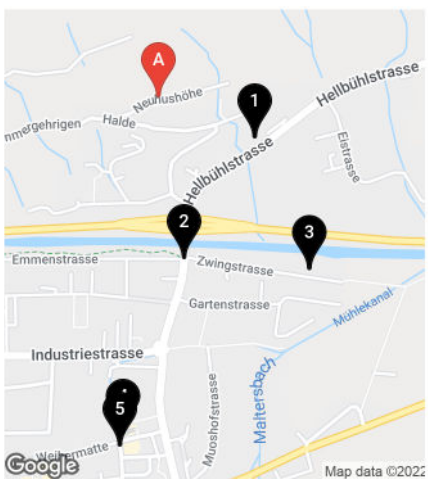 A
Neuhushöhe
1
Hellbühlstrasse
mmergehrigen
Halde
Eistrasse
Hellbühlstrasse
2
3
Emmenstrasse
Zwingstrasse
Gartenstrasse
Mühlekanal
Industriestrasse
Maltersbach
Muoshofstrasse
5
Weihermatte
Google
Map data ©2022